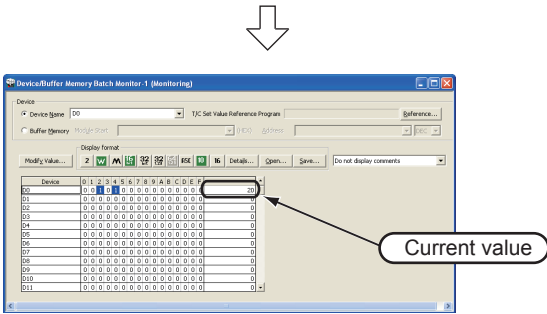 Device/Buffer Memory Batch Monitor-1 (Monitoring)
Device
Device Name D0 T/C Set Value Reference Program Reference...
Buffer Memory Module Start (HEX) Address DEC
Display format
Modify Value... 2 W M 16 32 32 64 ASC 10 16 Details... Open... Save... Do not display comments
Device 0 1 2 3 4 5 6 7 8 9 A B C D E F
D0 0 0 1 0 1 0 0 0 0 0 0 0 0 0 0 0 20
D1 0 0 0 0 0 0 0 0 0 0 0 0 0 0 0 0 0
D2 0 0 0 0 0 0 0 0 0 0 0 0 0 0 0 0 0
D3 0 0 0 0 0 0 0 0 0 0 0 0 0 0 0 0 0
D4 0 0 0 0 0 0 0 0 0 0 0 0 0 0 0 0 0
D5 0 0 0 0 0 0 0 0 0 0 0 0 0 0 0 0 0
D6 0 0 0 0 0 0 0 0 0 0 0 0 0 0 0 0 0
D7 0 0 0 0 0 0 0 0 0 0 0 0 0 0 0 0 0
D8 0 0 0 0 0 0 0 0 0 0 0 0 0 0 0 0 0
D9 0 0 0 0 0 0 0 0 0 0 0 0 0 0 0 0 0
D10 0 0 0 0 0 0 0 0 0 0 0 0 0 0 0 0 0
D11 0 0 0 0 0 0 0 0 0 0 0 0 0 0 0 0 0
Current value